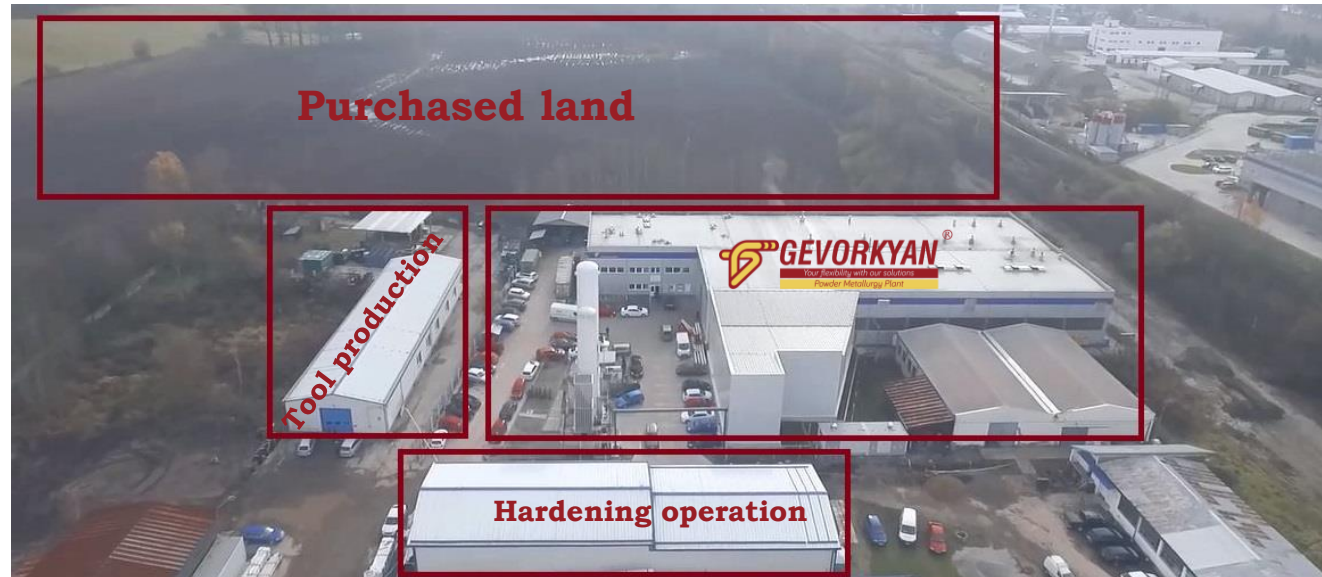 Purchased land
Tool production
GEVORKYAN®
Your flexibility with our solutions
Powder Metallurgy Plant
Hardening operation